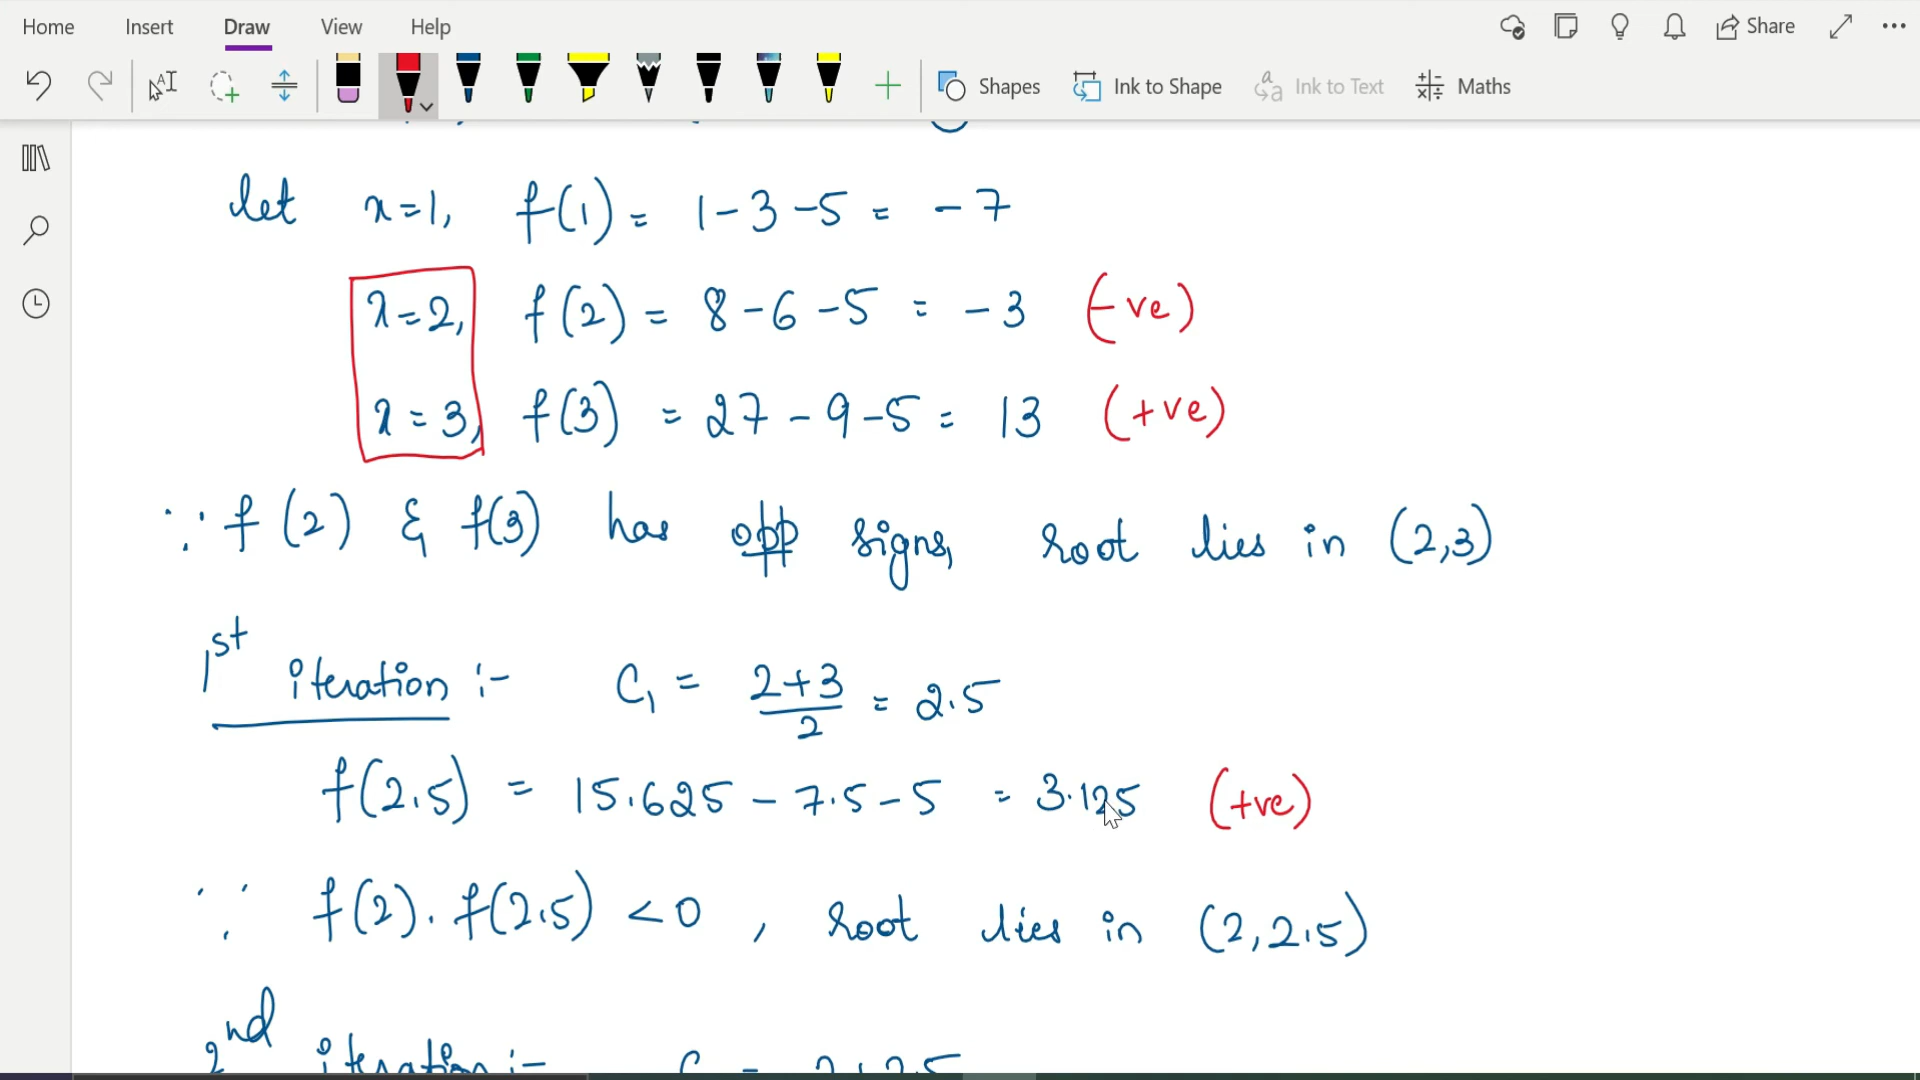 Home Insert Draw View Help Share
Shapes Ink to Shape Ink to Text Maths
let x=1, f(1) = 1-3-5 = -7
x=2, f(2) = 8-6-5 = -3 (-ve)
x=3, f(3) = 27-9-5 = 13 (+ve)
∵ f(2) & f(3) has opp signs, root lies in (2,3)
1st iteration :- C₁ = 2+3/2 = 2.5
f(2.5) = 15.625 - 7.5 - 5 = 3.125 (+ve)
∵ f(2). f(2.5) <0 , root lies in (2,2.5)
2nd iteration :- = 2+2.5